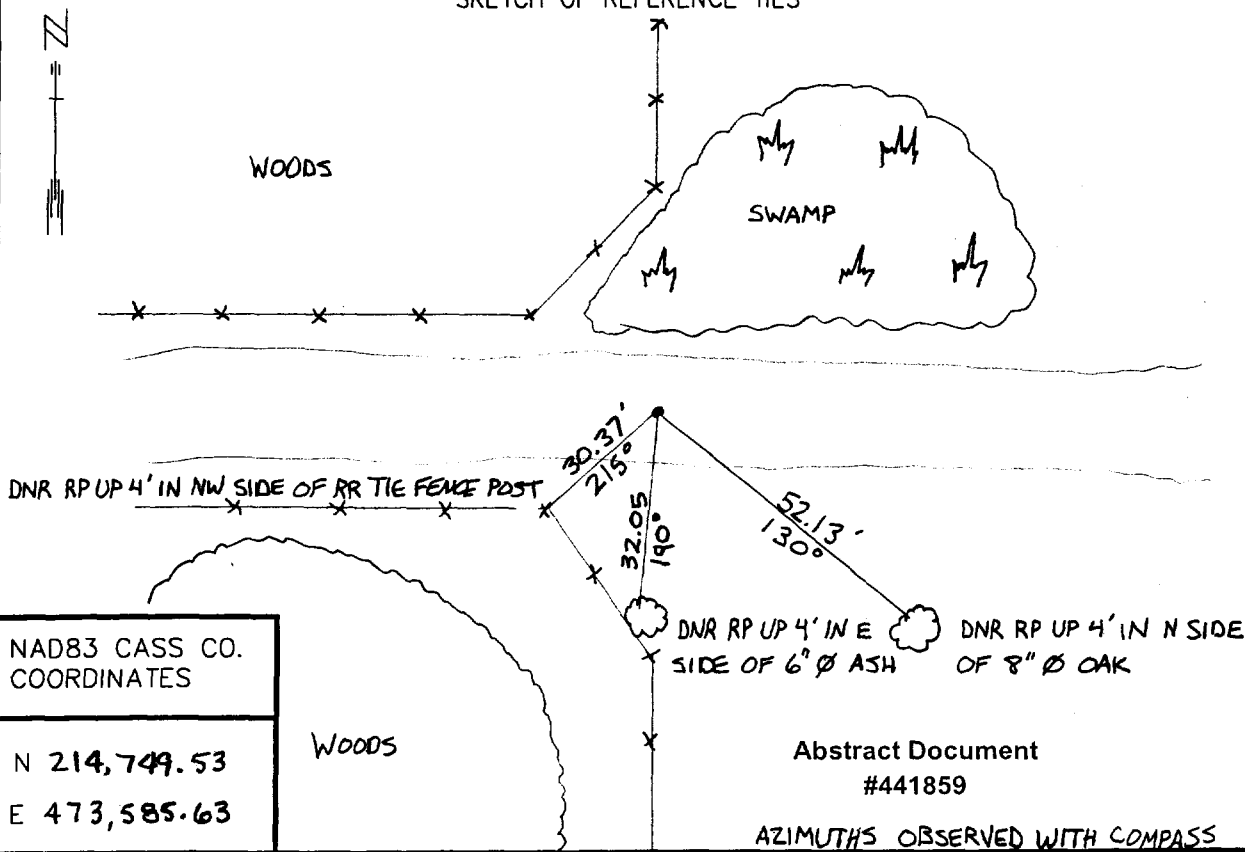 SKETCH OF REFERENCE TIES
N
WOODS
SWAMP
30.37'
215°
DNR RP UP 4' IN NW SIDE OF RR TIE FENCE POST
32.05
190°
52.13'
130°
DNR RP UP 4' IN E
SIDE OF 6" Ø ASH
DNR RP UP 4' IN N SIDE
OF 8" Ø OAK
NAD83 CASS CO.
COORDINATES
N 214,749.53
E 473,585.63
WOODS
Abstract Document
#441859
AZIMUTHS OBSERVED WITH COMPASS